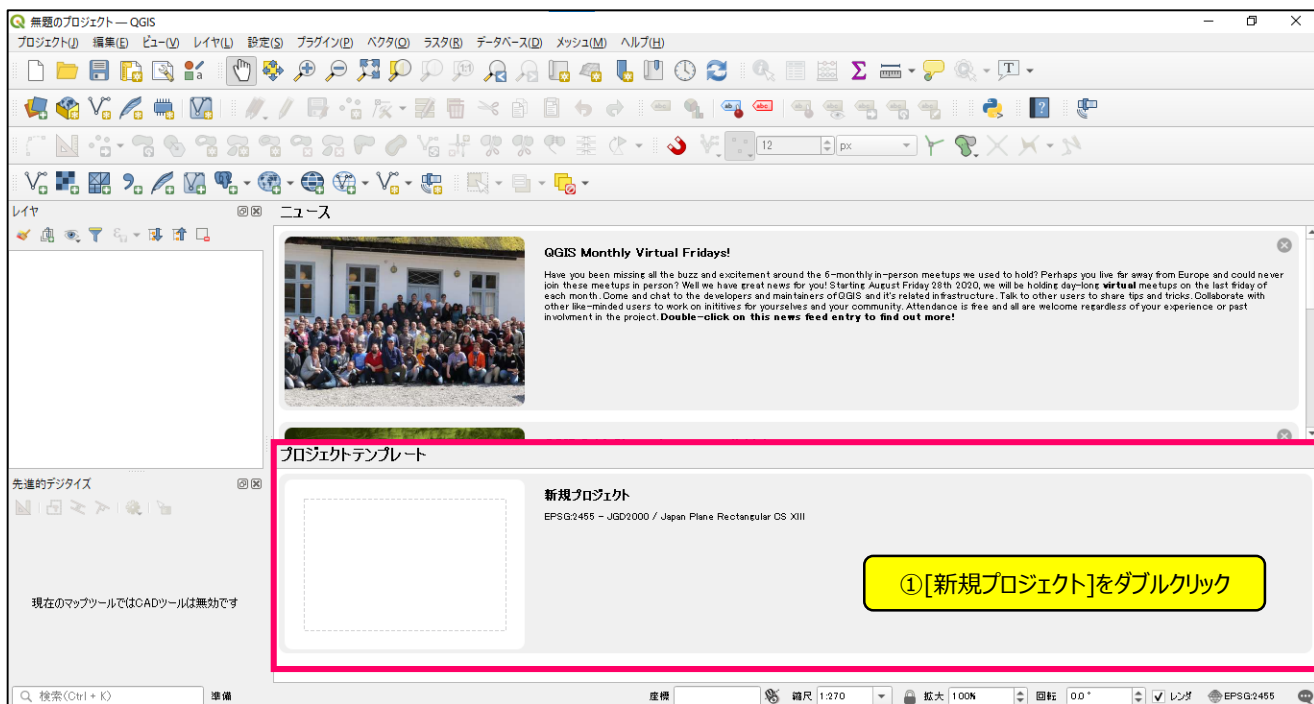 無題のプロジェクト — QGIS
プロジェクト(J) 編集(E) ビュー(V) レイヤ(L) 設定(S) プラグイン(P) ベクタ(O) ラスタ(R) データベース(D) メッシュ(M) ヘルプ(H)
12 px
レイヤ
ニュース
QGIS Monthly Virtual Fridays!
Have you been missing all the buzz and excitement around the 6-monthly in-person meetups we used to hold? Perhaps you live far away from Europe and could never
join these meetups in person? Well we have great news for you! Starting August Friday 28th 2020, we will be holding day-long virtual meetups on the last friday of
each month. Come and chat to the developers and maintainers of QGIS and it's related infrastructure. Talk to other users to share tips and tricks. Collaborate with
other like-minded users to work on inititives for yourselves and your community. Attendance is free and all are welcome regardless of your experience or past
involvment in the project. Double-click on this news feed entry to find out more!
プロジェクトテンプレート
新規プロジェクト
EPSG:2455 - JGD2000 / Japan Plane Rectangular CS XIII
①[新規プロジェクト]をダブルクリック
先進的デジタイズ
現在のマップツールではCADツールは無効です
検索(Ctrl + K) 準備 座標 縮尺 1:270 拡大 100% 回転 0.0 ° レンダ EPSG:2455